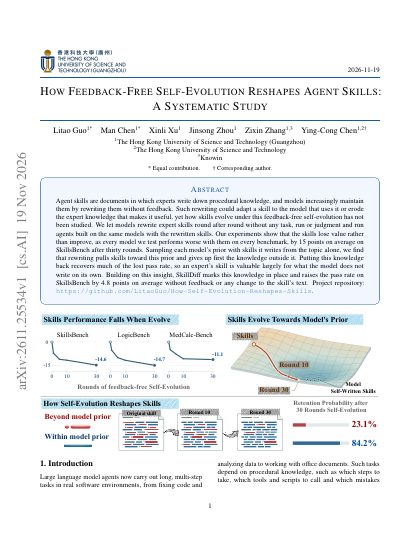 香港科技大學(廣州)
THE HONG KONG
UNIVERSITY OF SCIENCE AND
TECHNOLOGY (GUANGZHOU)
2026-11-19
HOW FEEDBACK-FREE SELF-EVOLUTION RESHAPES AGENT SKILLS:
A SYSTEMATIC STUDY
Litao Guo1* Man Chen1* Xinli Xu1 Jinsong Zhou1 Zixin Zhang1,3 Ying-Cong Chen1,2†
1The Hong Kong University of Science and Technology (Guangzhou)
2The Hong Kong University of Science and Technology
3Knowin
* Equal contribution. † Corresponding author.
ABSTRACT
Agent skills are documents in which experts write down procedural knowledge, and models increasingly maintain
them by rewriting them without feedback. Such rewriting could adapt a skill to the model that uses it or erode
the expert knowledge that makes it useful, yet how skills evolve under this feedback-free self-evolution has not
been studied. We let models rewrite expert skills round after round without any task, run or judgment and run
agents built on the same models with the rewritten skills. Our experiments show that the skills lose value rather
than improve, as every model we test performs worse with them on every benchmark, by 15 points on average on
SkillsBench after thirty rounds. Sampling each model's prior with skills it writes from the topic alone, we find
that rewriting pulls skills toward this prior and gives up first the knowledge outside it. Putting this knowledge
back recovers much of the lost pass rate, so an expert's skill is valuable largely for what the model does
not write on its own. Building on this insight, SkillDiff marks this knowledge in place and raises the pass rate on
SkillsBench by 4.8 points on average without feedback or any change to the skill's text. Project repository:
https://github.com/LitaoGuo/How-Self-Evolution-Reshapes-Skills.
Skills Performance Falls When Evolve
SkillsBench LogicBench MedCalc-Bench
0
-15
-14.6
-14.7
-11.1
0 10 30 0 10 30 0 10 30
Rounds of feedback-free Self-Evolution
Skills Evolve Towards Model's Prior
Skills
Round 10
Round 30
Model
Self-Written Skills
How Self-Evolution Reshapes Skills
Beyond model prior
Within model prior
Original skill
Round 10
Round 30
Retention Probability after
30 Rounds Self-Evolution
23.1%
84.2%
1. Introduction
Large language model agents now carry out long, multi-step
tasks in real software environments, from fixing code and
analyzing data to working with office documents. Such tasks
depend on procedural knowledge, such as which steps to
take, which tools and scripts to call and which mistakes
1
arXiv:2611.25534v1 [cs.AI] 19 Nov 2026